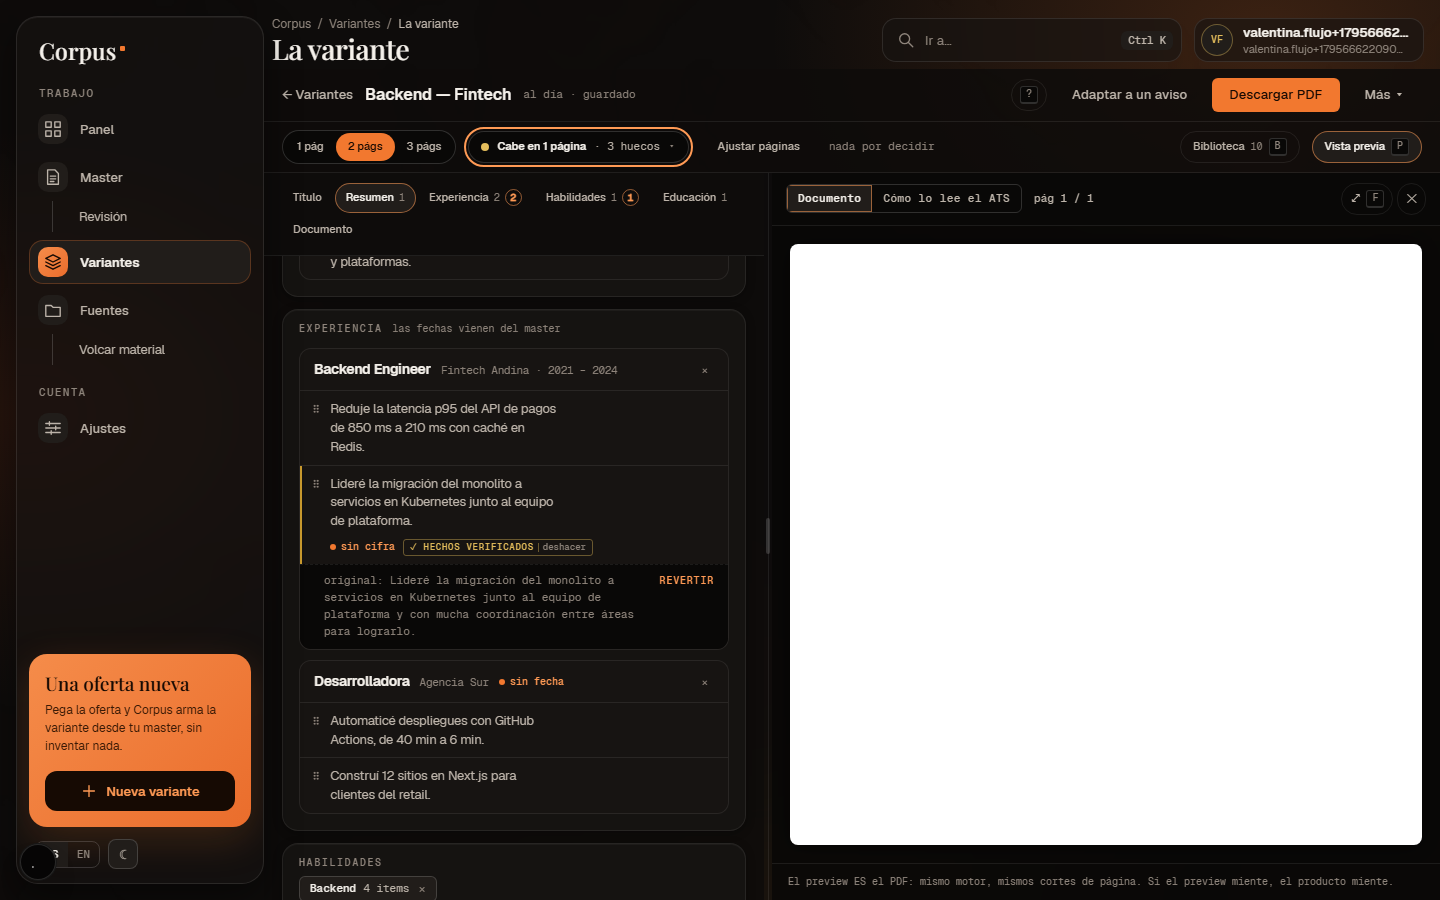 Corpus
TRABAJO
Panel
Master
Revisión
Variantes
Fuentes
Volcar material
CUENTA
Ajustes
Una oferta nueva
Pega la oferta y Corpus arma la
variante desde tu master, sin
inventar nada.
+ Nueva variante
EN
Corpus / Variantes / La variante
La variante
Ir a...
Ctrl K
VF
valentina.flujo+17956662...
valentina.flujo+179566622090...
← Variantes Backend — Fintech al día · guardado
? Adaptar a un aviso Descargar PDF Más
1 pág 2 págs 3 págs Cabe en 1 página · 3 huecos Ajustar páginas nada por decidir
Biblioteca 10 B Vista previa P
Título Resumen 1 Experiencia 2 2 Habilidades 1 1 Educación 1
Documento
y plataformas.
EXPERIENCIA las fechas vienen del master
Backend Engineer Fintech Andina · 2021 – 2024 ×
Reduje la latencia p95 del API de pagos
de 850 ms a 210 ms con caché en
Redis.
Lideré la migración del monolito a
servicios en Kubernetes junto al equipo
de plataforma.
sin cifra ✓ HECHOS VERIFICADOS | deshacer
original: Lideré la migración del monolito a
servicios en Kubernetes junto al equipo de
plataforma y con mucha coordinación entre áreas
para lograrlo.
REVERTIR
Desarrolladora Agencia Sur sin fecha ×
Automaticé despliegues con GitHub
Actions, de 40 min a 6 min.
Construí 12 sitios en Next.js para
clientes del retail.
HABILIDADES
Backend 4 items ×
Documento Cómo lo lee el ATS pág 1 / 1
F
El preview ES el PDF: mismo motor, mismos cortes de página. Si el preview miente, el producto miente.